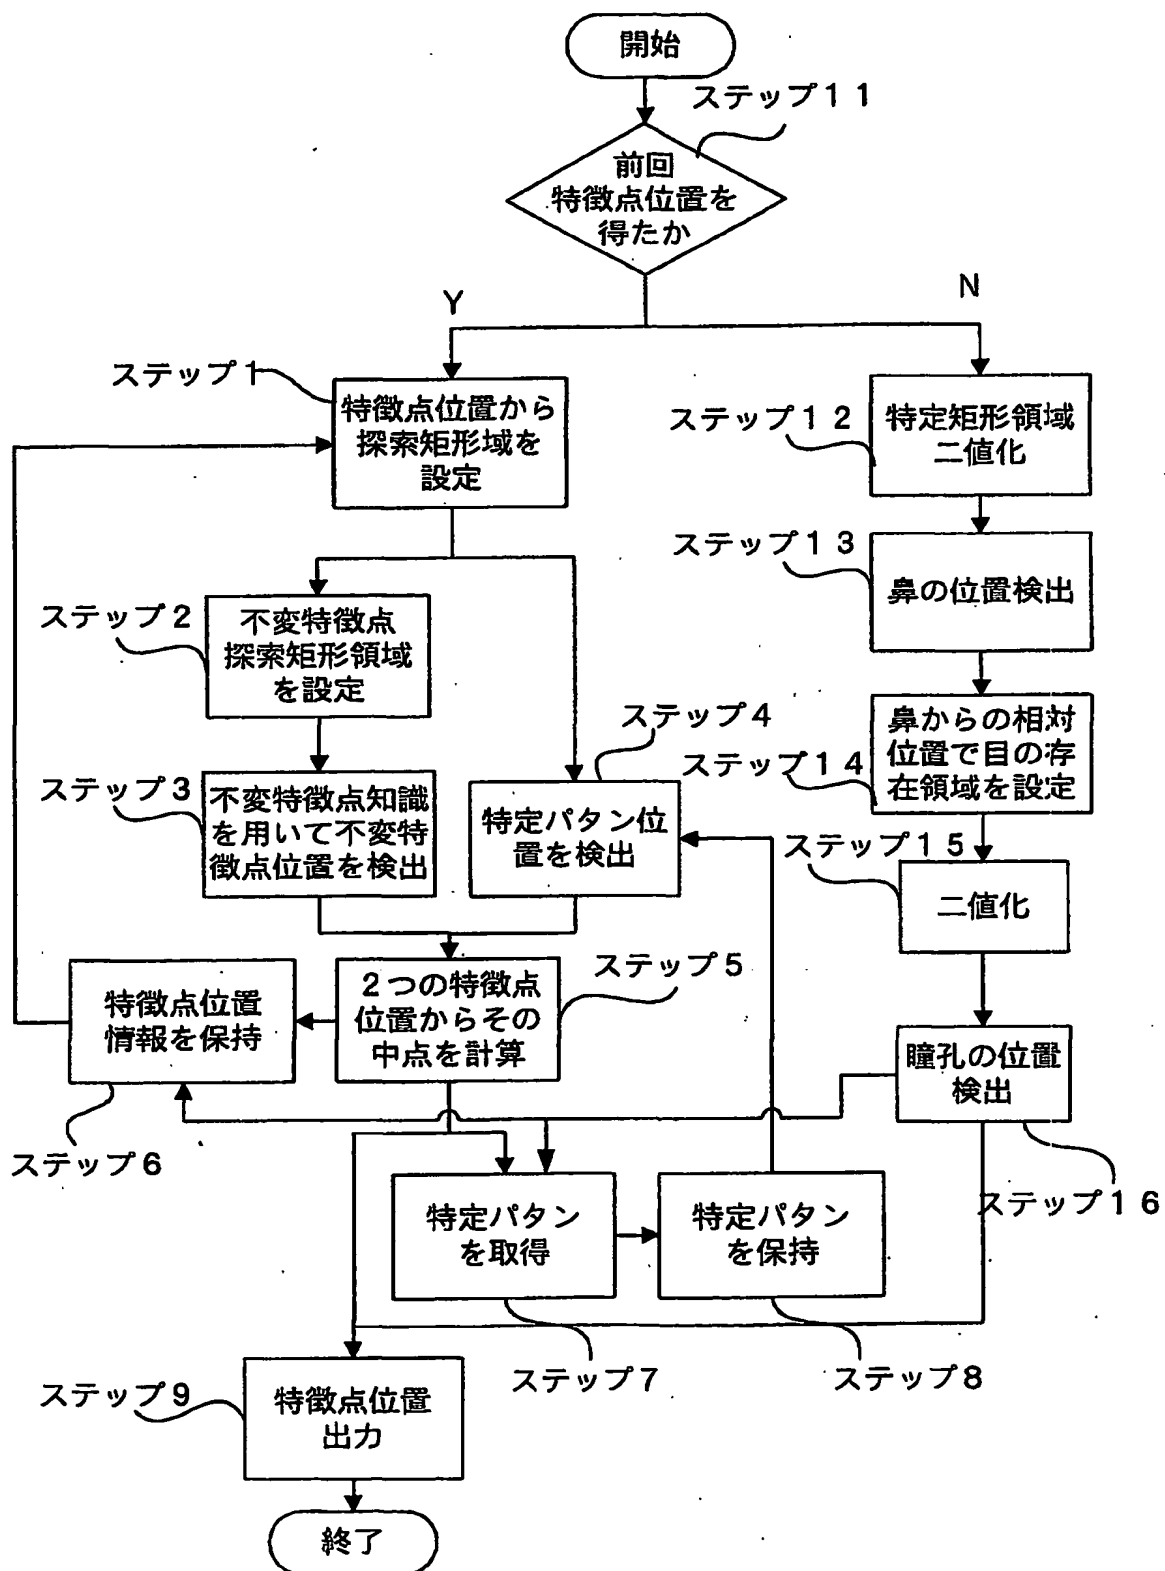 開始
ステップ１１
前回
特徴点位置を
得たか
Y
N
ステップ１
特徴点位置から
探索矩形域を
設定
ステップ１２
特定矩形領域
二値化
ステップ１３
鼻の位置検出
ステップ２
不変特徴点
探索矩形領域
を設定
ステップ４
鼻からの相対
位置で目の存
在領域を設定
ステップ１４
ステップ３
不変特徴点知識
を用いて不変特
徴点位置を検出
特定パタン位
置を検出
ステップ１５
二値化
ステップ５
特徴点位置
情報を保持
２つの特徴点
位置からその
中点を計算
瞳孔の位置
検出
ステップ６
ステップ１６
特定パタン
を取得
特定パタン
を保持
ステップ７
ステップ８
ステップ９
特徴点位置
出力
終了